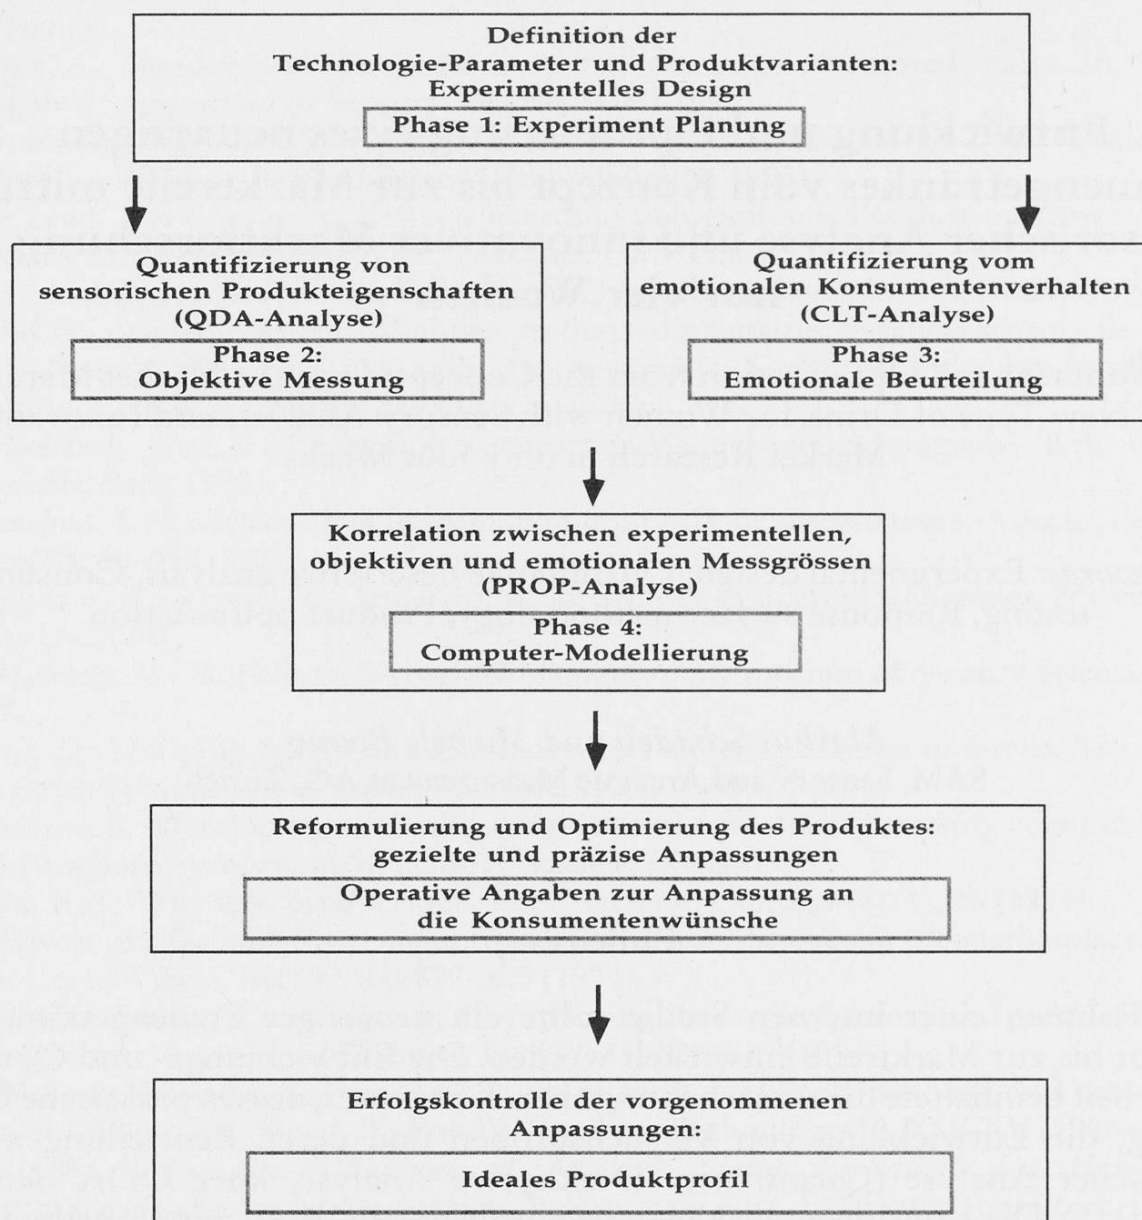 Definition der
Technologie-Parameter und Produktvarianten:
Experimentelles Design
Phase 1: Experiment Planung
Quantifizierung von
sensorischen Produkteigenschaften
(QDA-Analyse)
Phase 2:
Objektive Messung
Quantifizierung von
emotionalen Konsumentenverhalten
(CLT-Analyse)
Phase 3:
Emotionale Beurteilung
Korrelation zwischen experimentellen,
objektiven und emotionalen Messgrössen
(PROP-Analyse)
Phase 4:
Computer-Modellierung
Reformulierung und Optimierung des Produktes:
gezielte und präzise Anpassungen
Operative Angaben zur Anpassung an
die Konsumentenwünsche
Erfolgskontrolle der vorgenommenen
Anpassungen:
Ideales Produktprofil